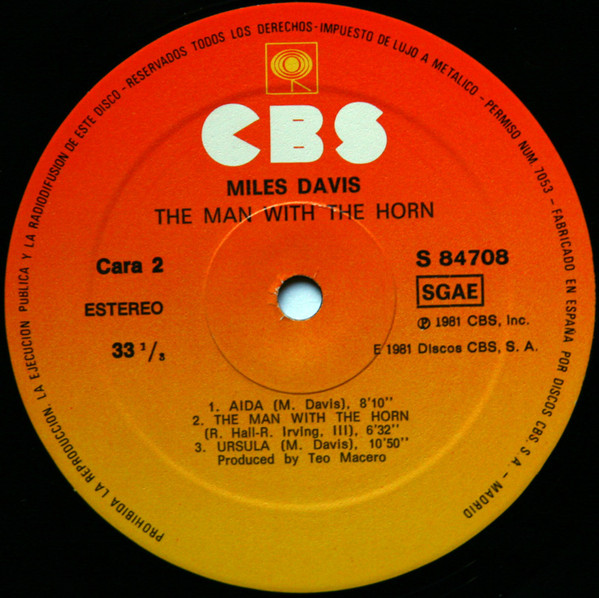 PROHIBIDA LA REPRODUCCION, LA EJECUCION PUBLICA Y LA RADIODIFUSION DE ESTE DISCO - RESERVADOS TODOS LOS DERECHOS - IMPUESTO DE LUJO A METALICO - PERMISO NUM. 7053 - FABRICADO EN ESPAÑA POR DISCOS CBS, S. A. - MADRID
CBS
MILES DAVIS
THE MAN WITH THE HORN
Cara 2
S 84708
SGAE
ESTEREO
℗ 1981 CBS, Inc.
33 1/3
E 1981 Discos CBS, S. A.
1. AIDA (M. Davis), 8'10''
2. THE MAN WITH THE HORN
(R. Hall-R. Irving, III), 6'32''
3. URSULA (M. Davis), 10'50''
Produced by Teo Macero